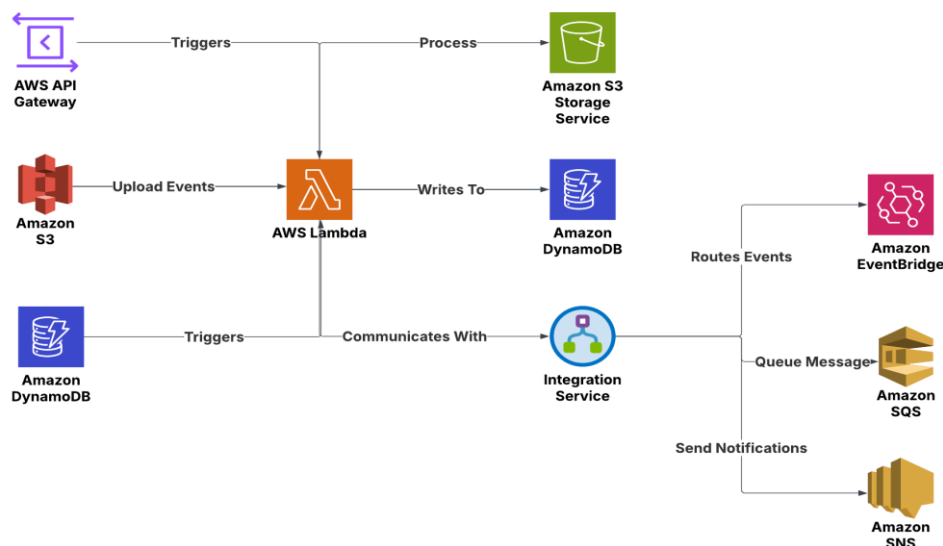 Triggers
Process
AWS API
Gateway
Amazon S3
Storage
Service
Upload Events
Writes To
Amazon
S3
AWS Lambda
Amazon
DynamoDB
Amazon
EventBridge
Routes Events
Triggers
Communicates With
Amazon
DynamoDB
Integration
Service
Queue Message
Amazon
SQS
Send Notifications
Amazon
SNS